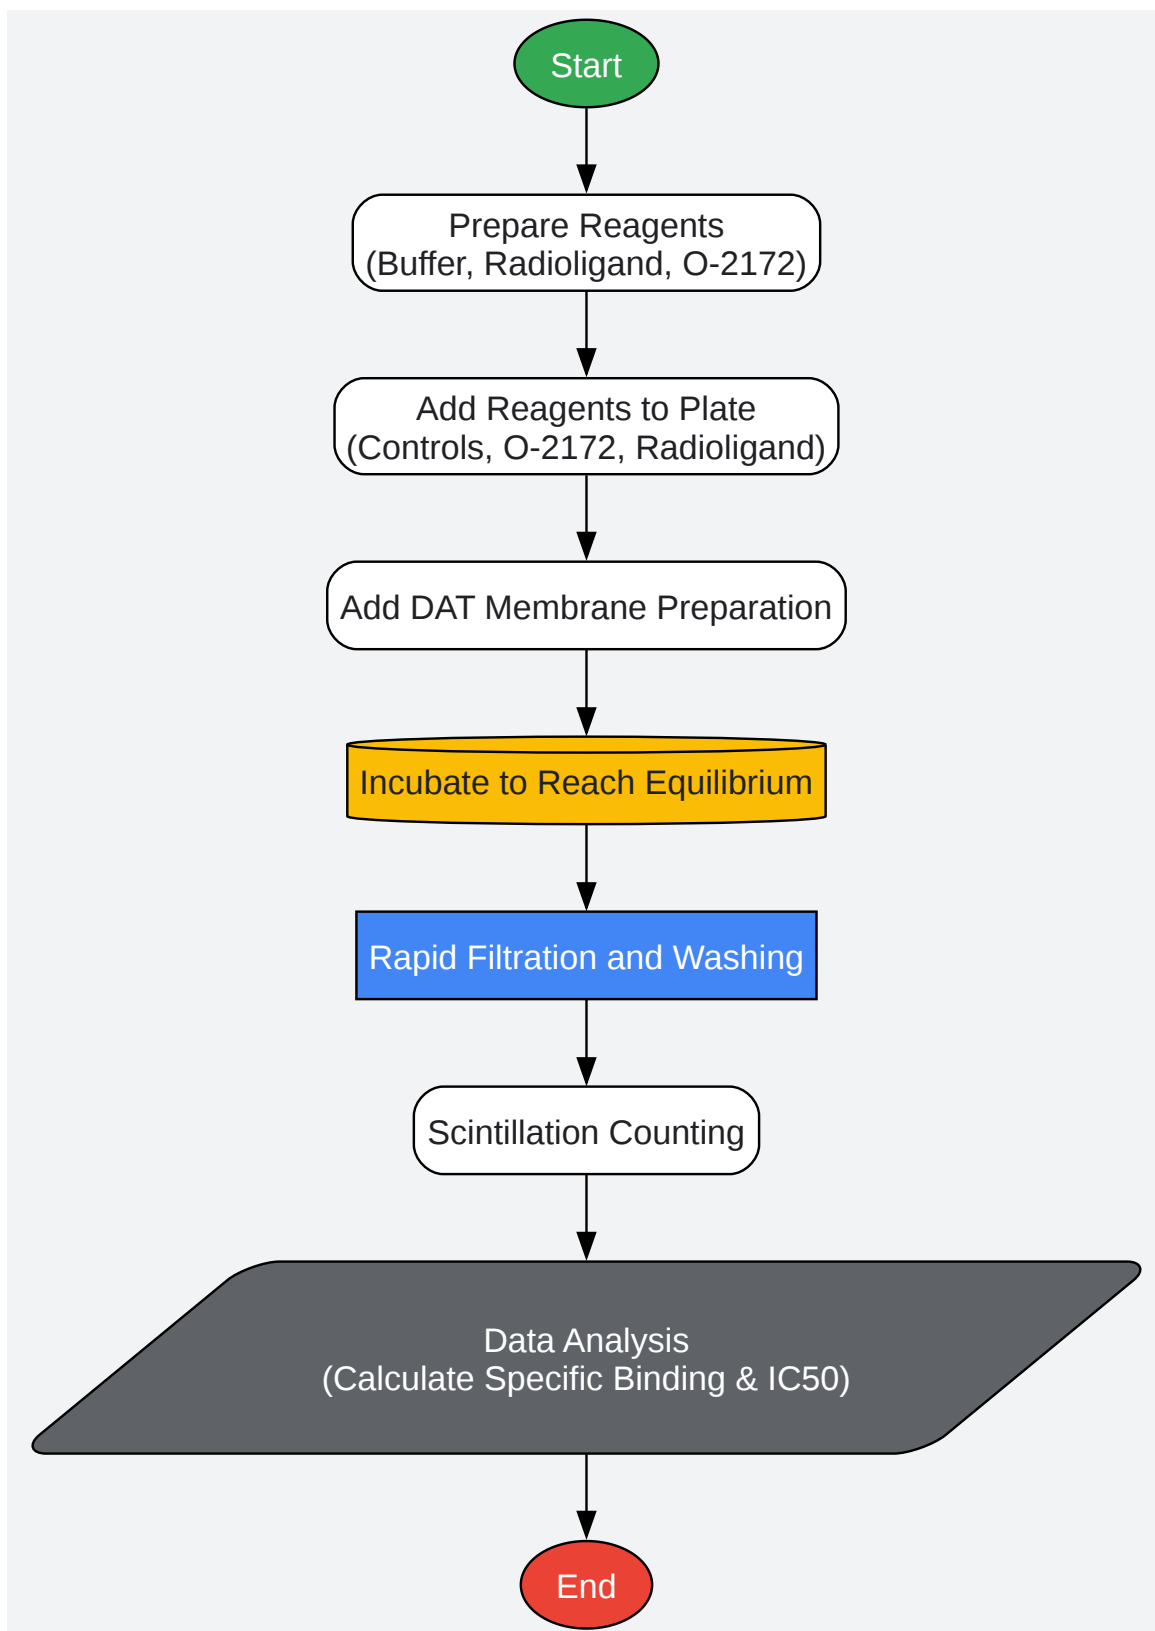 Start
Prepare Reagents
(Buffer, Radioligand, O-2172)
Add Reagents to Plate
(Controls, O-2172, Radioligand)
Add DAT Membrane Preparation
Incubate to Reach Equilibrium
Rapid Filtration and Washing
Scintillation Counting
Data Analysis
(Calculate Specific Binding & IC50)
End